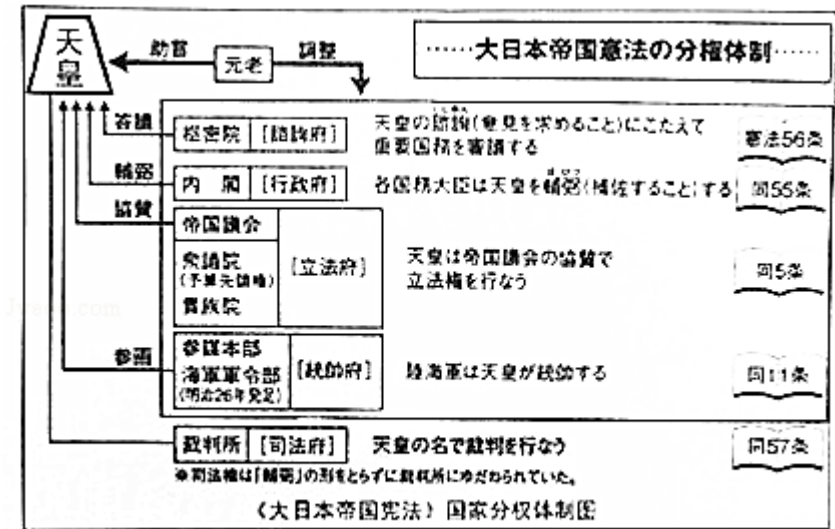 天皇
助言
元老
調整
……大日本帝国憲法の分権体制……
枢密院
[諮詢府]
天皇の諮詢(意見を求めること)にこたえて
重要国務を審議する
憲法56条
輔弼
内閣
[行政府]
各国務大臣は天皇を輔弼(補佐すること)する
同55条
協賛
帝国議会
衆議院
(予算先議権)
貴族院
[立法府]
天皇は帝国議会の協賛で
立法権を行なう
同5条
参画
参謀本部
海軍軍令部
(明治26年発足)
[統帥府]
陸海軍は天皇が統帥する
同11条
裁判所
[司法府]
天皇の名で裁判を行なう
同57条
※司法権は「輔弼」の形をとらずに裁判所にゆだねられていた。
《大日本帝国宪法》国家分权体制图